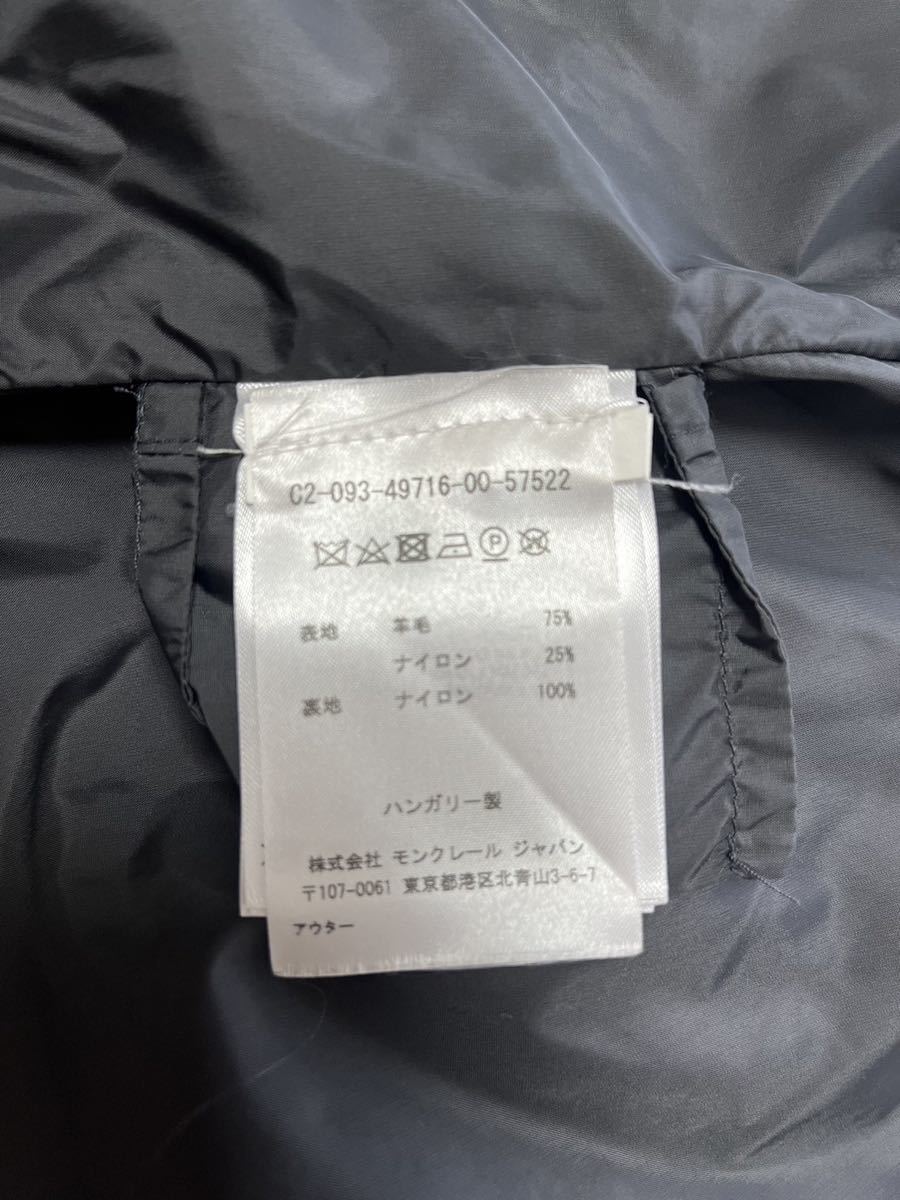 C2-093-49716-00-57522
表地 羊毛 75%
ナイロン 25%
裏地 ナイロン 100%
ハンガリー製
株式会社 モンクレール ジャパン
〒107-0061 東京都港区北青山3-6-7
アウター